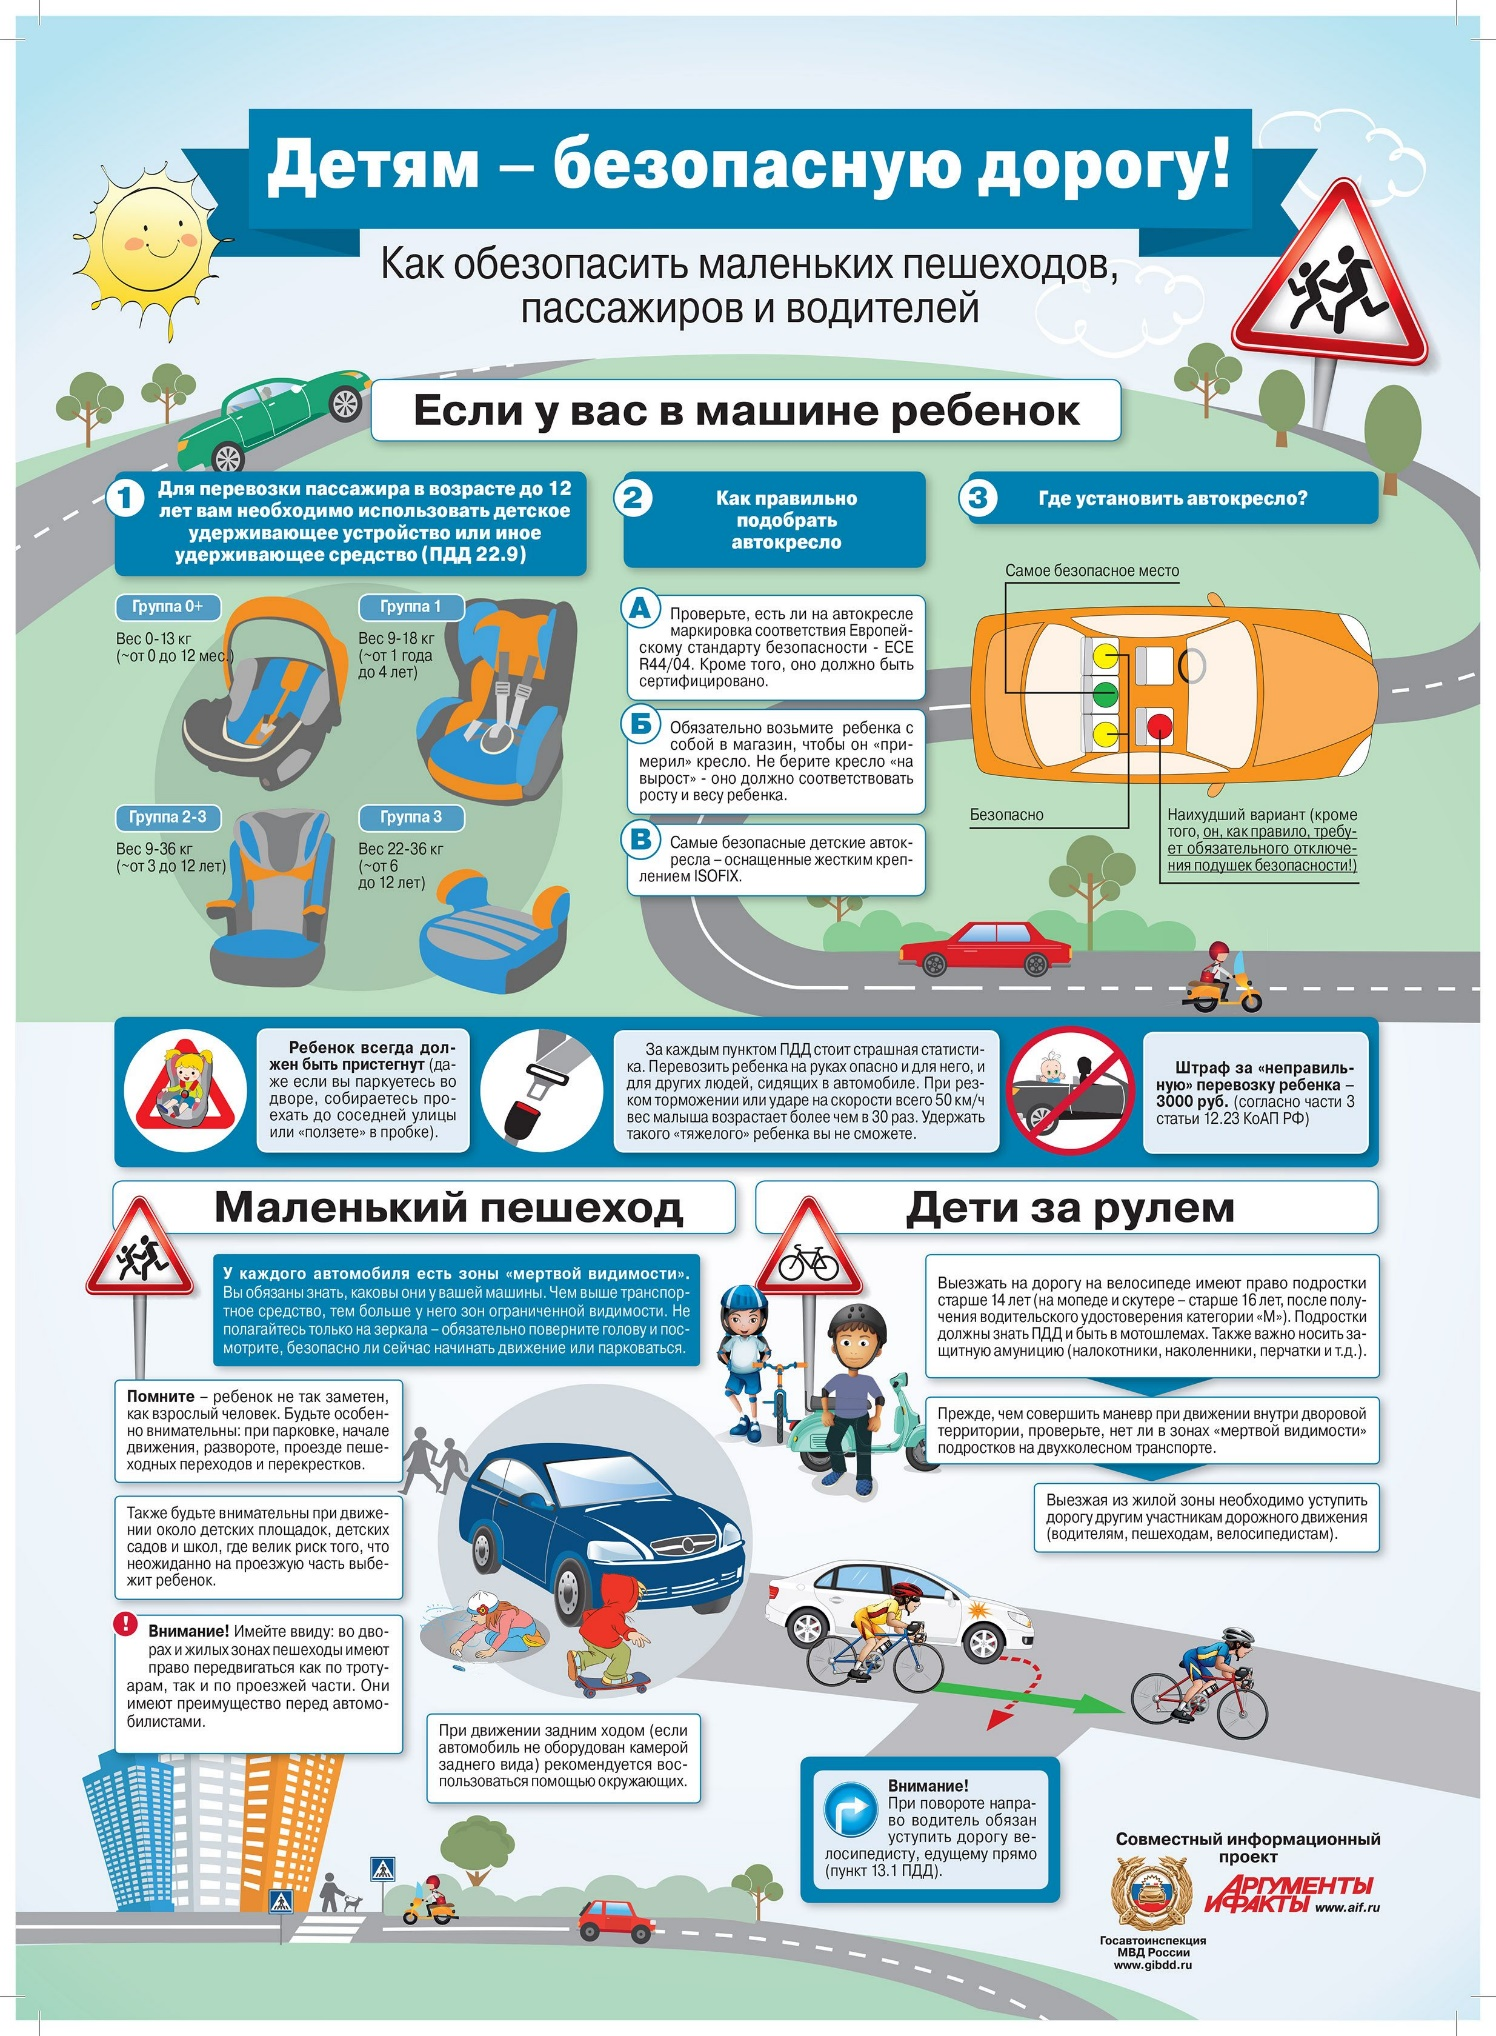 Детям – безопасную дорогу!
Как обезопасить маленьких пешеходов,
пассажиров и водителей
Если у вас в машине ребенок
1
Для перевозки пассажира в возрасте до 12
лет вам необходимо использовать детское
удерживающее устройство или иное
удерживающее средство (ПДД 22.9)
Группа 0+
Вес 0-13 кг
(~от 0 до 12 мес.)
Группа 1
Вес 9-18 кг
(~от 1 года
до 4 лет)
Группа 2-3
Вес 9-36 кг
(~от 3 до 12 лет)
Группа 3
Вес 22-36 кг
(~от 6
до 12 лет)
2
Как правильно
подобрать
автокресло
А
Проверьте, есть ли на автокресле
маркировка соответствия Европей-
скому стандарту безопасности - ECE
R44/04. Кроме того, оно должно быть
сертифицировано.
Б
Обязательно возьмите ребенка с
собой в магазин, чтобы он «при-
мерил» кресло. Не берите кресло «на
вырост» - оно должно соответствовать
росту и весу ребенка.
В
Самые безопасные детские авток-
ресла – оснащенные жестким креп-
лением ISOFIX.
3
Где установить автокресло?
Самое безопасное место
Безопасно
Наихудший вариант (кроме
того, он, как правило, требу-
ет обязательного отключе-
ния подушек безопасности!)
Ребенок всегда дол-
жен быть пристегнут (да-
же если вы паркуетесь во
дворе, собираетесь про-
ехать до соседней улицы
или «ползете» в пробке).
За каждым пунктом ПДД стоит страшная статисти-
ка. Перевозить ребенка на руках опасно и для него, и
для других людей, сидящих в автомобиле. При рез-
ком торможении или ударе на скорости всего 50 км/ч
вес малыша возрастает более чем в 30 раз. Удержать
такого «тяжелого» ребенка вы не сможете.
Штраф за «неправиль-
ную» перевозку ребенка –
3000 руб. (согласно части 3
статьи 12.23 КоАП РФ)
Маленький пешеход
У каждого автомобиля есть зоны «мертвой видимости».
Вы обязаны знать, каковы они у вашей машины. Чем выше транспор-
тное средство, тем больше у него зон ограниченной видимости. Не
полагайтесь только на зеркала – обязательно поверните голову и пос-
мотрите, безопасно ли сейчас начинать движение или парковаться.
Помните – ребенок не так заметен,
как взрослый человек. Будьте особен-
но внимательны: при парковке, начале
движения, развороте, проезде пеше-
ходных переходов и перекрестков.
Также будьте внимательны при движе-
нии около детских площадок, детских
садов и школ, где велик риск того, что
неожиданно на проезжую часть выбе-
жит ребенок.
!
Внимание! Имейте ввиду: во дво-
рах и жилых зонах пешеходы имеют
право передвигаться как по троту-
арам, так и по проезжей части. Они
имеют преимущество перед автомо-
билистами.
При движении задним ходом (если
автомобиль не оборудован камерой
заднего вида) рекомендуется вос-
пользоваться помощью окружающих.
Дети за рулем
Выезжать на дорогу на велосипеде имеют право подростки
старше 14 лет (на мопеде и скутере – старше 16 лет, после полу-
чения водительского удостоверения категории «М»). Подростки
должны знать ПДД и быть в мотошлемах. Также важно носить за-
щитную амуницию (налокотники, наколенники, перчатки и т.д.).
Прежде, чем совершить маневр при движении внутри дворовой
территории, проверьте, нет ли в зонах «мертвой видимости»
подростков на двухколесном транспорте.
Выезжая из жилой зоны необходимо уступить
дорогу другим участникам дорожного движения
(водителям, пешеходам, велосипедистам).
Внимание!
При повороте напра-
во водитель обязан
уступить дорогу ве-
лосипедисту, едущему прямо
(пункт 13.1 ПДД).
Совместный информационный
проект
АРГУМЕНТЫ
И ФАКТЫ www.aif.ru
Госавтоинспекция
МВД России
www.gibdd.ru